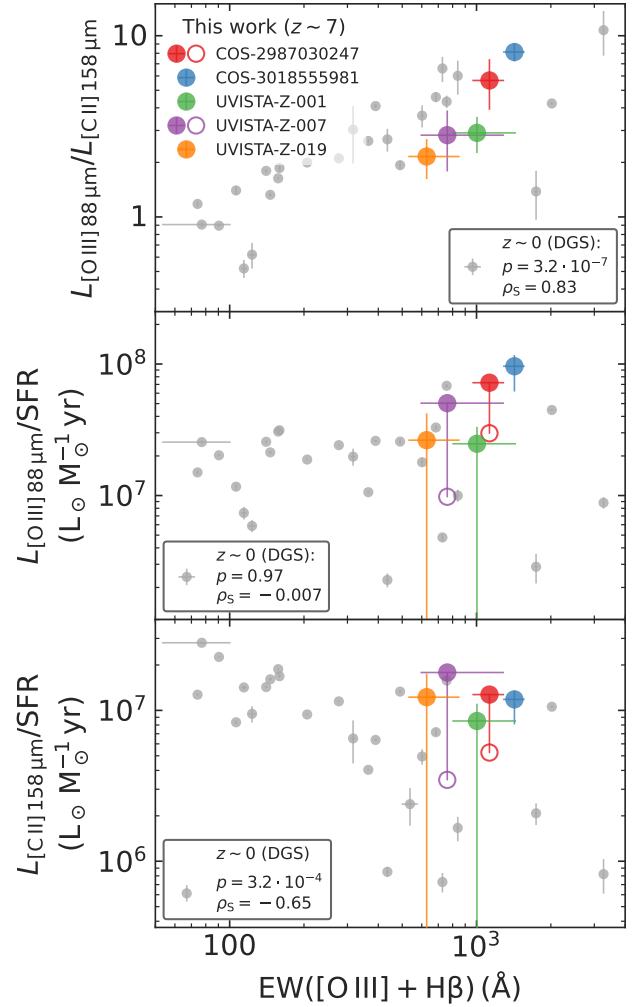 This work (z ∼ 7)
COS-2987030247
COS-3018555981
UVISTA-Z-001
UVISTA-Z-007
UVISTA-Z-019
10
1
L[O III] 88 μm/L[C II] 158 μm
z ∼ 0 (DGS):
p = 3.2 · 10⁻⁷
ρS = 0.83
10⁸
10⁷
L[O III] 88 μm/SFR
(L⊙ M⊙⁻¹ yr)
z ∼ 0 (DGS):
p = 0.97
ρS = −0.007
10⁷
10⁶
L[C II] 158 μm/SFR
(L⊙ M⊙⁻¹ yr)
z ∼ 0 (DGS)
p = 3.2 · 10⁻⁴
ρS = −0.65
100
10³
EW([O III] + Hβ) (Å)